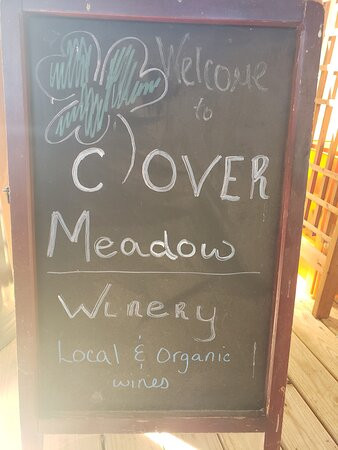 Welcome
to
CLOVER
Meadow
Winery
Local & Organic
wines